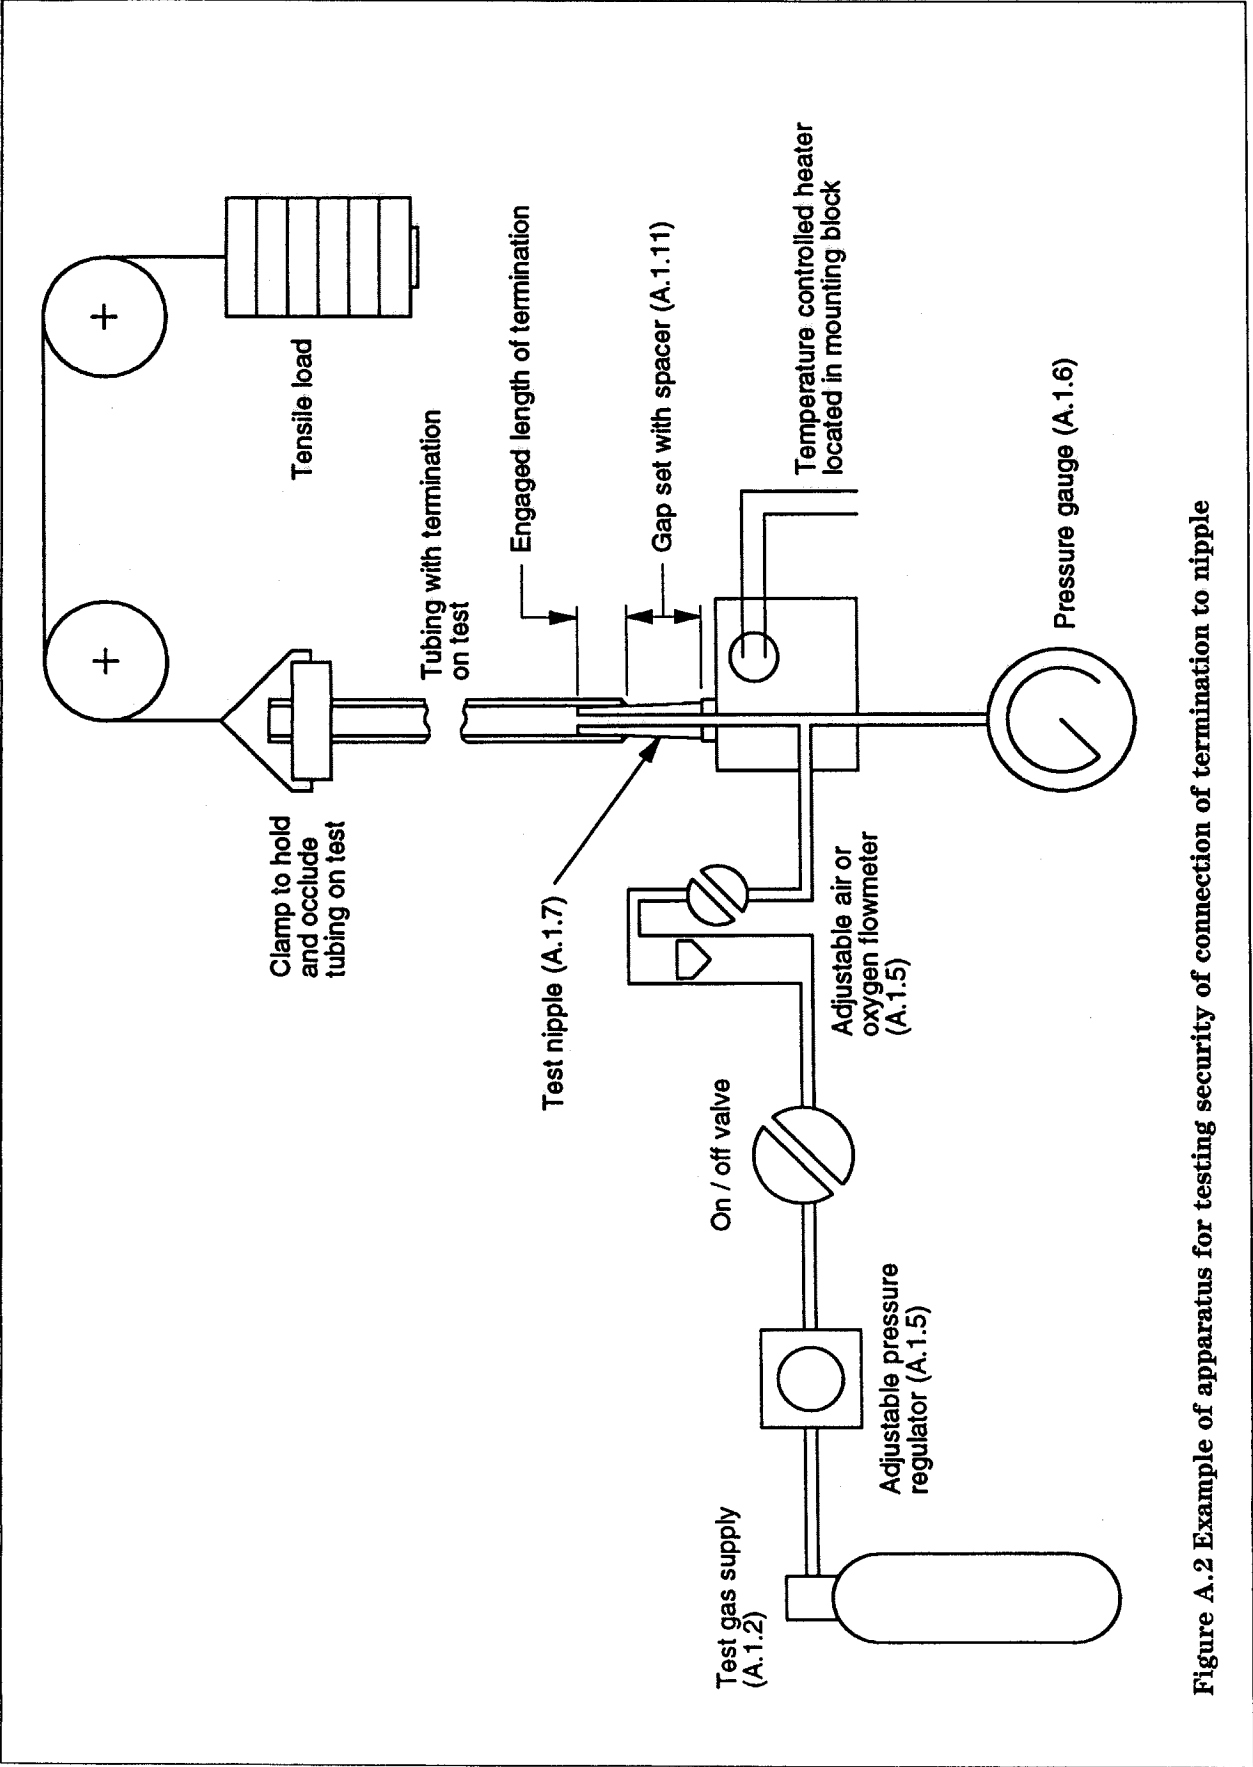 Tensile load
Clamp to hold
and occlude
tubing on test
Tubing with termination
on test
Engaged length of termination
Gap set with spacer (A.1.11)
Test nipple (A.1.7)
Temperature controlled heater
located in mounting block
On / off valve
Adjustable air or
oxygen flowmeter
(A.1.5)
Test gas supply
(A.1.2)
Adjustable pressure
regulator (A.1.5)
Pressure gauge (A.1.6)
Figure A.2 Example of apparatus for testing security of connection of termination to nipple